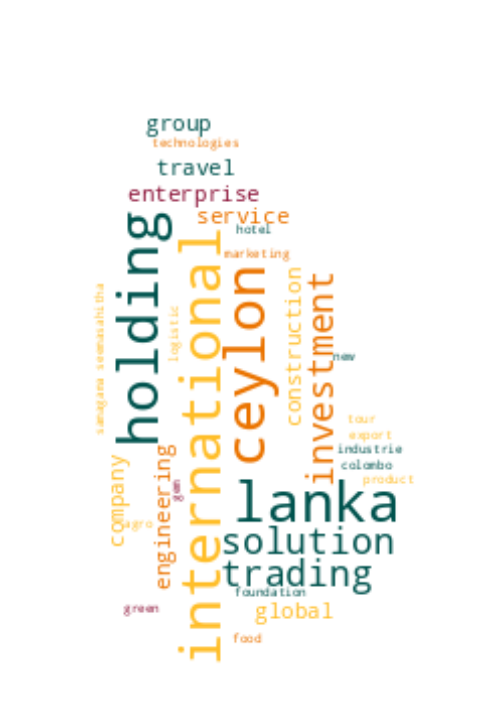 group
technologies
travel
enterprise
service
holding
hotel
international
marketing
ceylon
construction
investment
samagama seemasahitha
logistic
new
tour
export
industrie
colombo
product
company
engineering
gem
lanka
agro
solution
trading
foundation
green
global
food